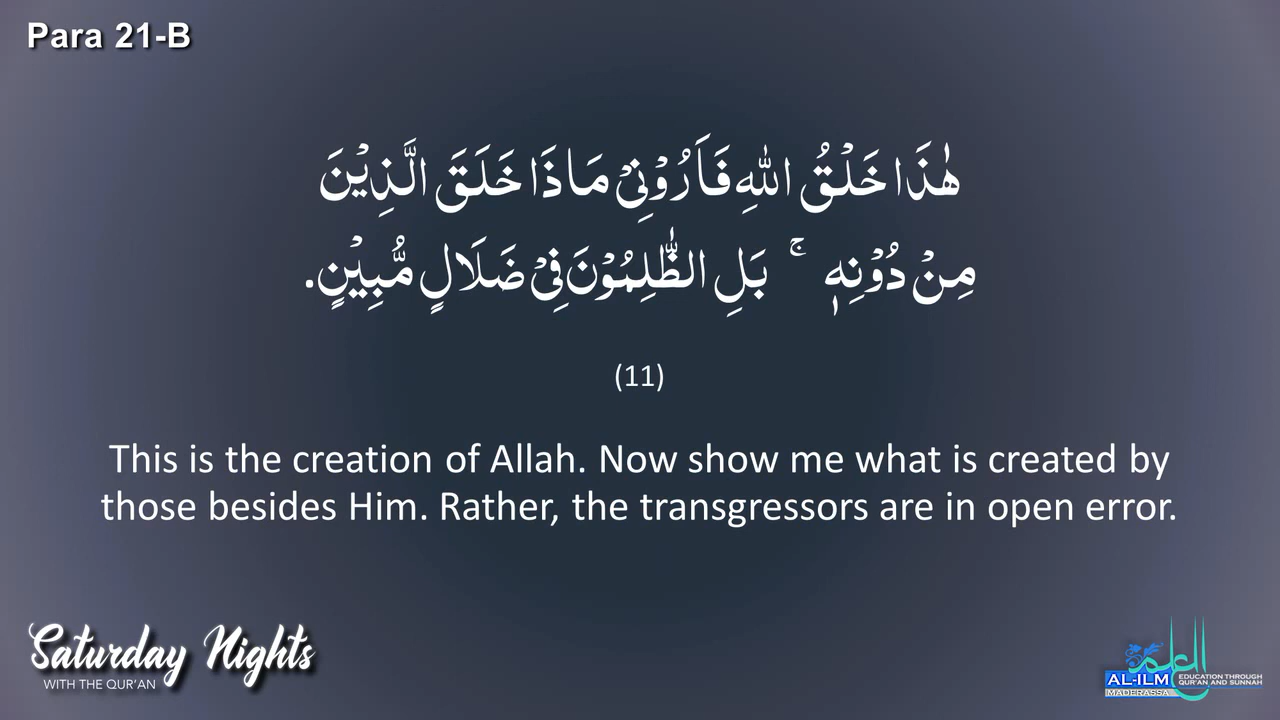 Para 21-B
هٰذَا خَلْقُ اللّٰهِ فَاَرُوْنِيْ مَاذَا خَلَقَ الَّذِيْنَ
مِنْ دُوْنِهٖ ۚ بَلِ الظّٰلِمُوْنَ فِيْ ضَلَالٍ مُّبِيْنٍ.
(11)
This is the creation of Allah. Now show me what is created by
those besides Him. Rather, the transgressors are in open error.
Saturday Nights
WITH THE QUR'AN
العلم
AL-ILM
MADERASSA
EDUCATION THROUGH
QUR'AN AND SUNNAH